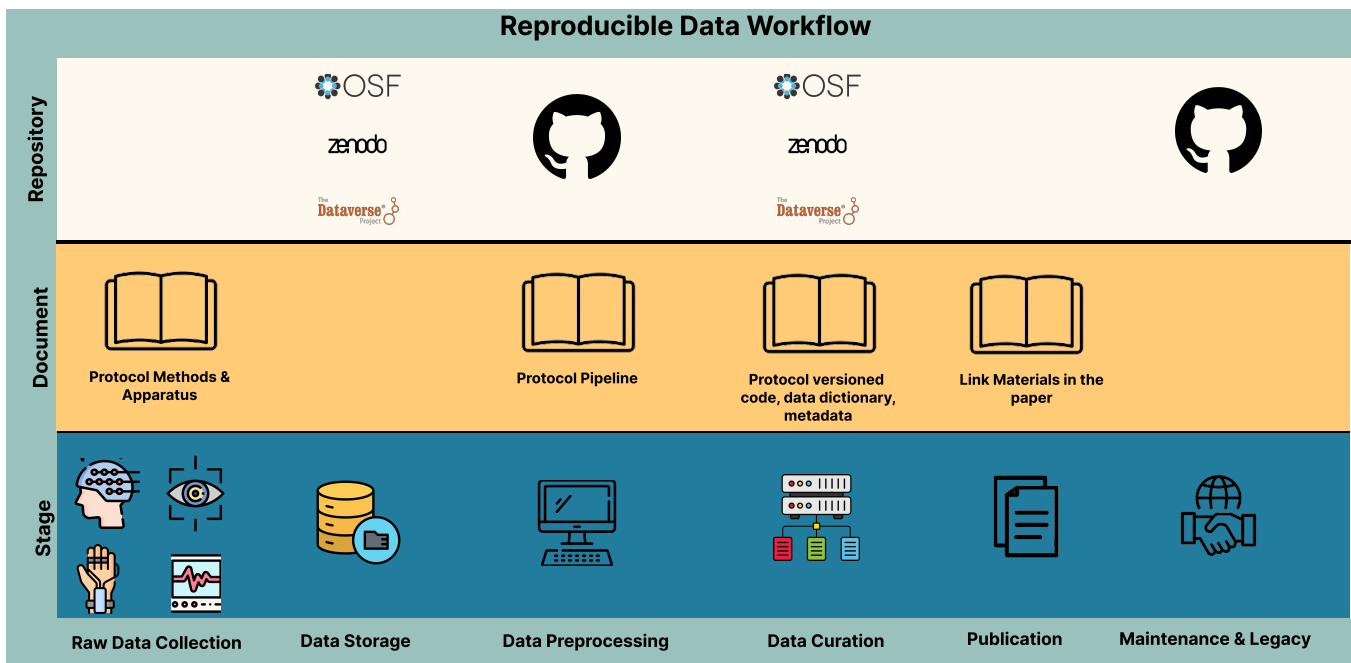 Reproducible Data Workflow
Repository
OSF
zenodo
The
Dataverse®
Project
OSF
zenodo
The
Dataverse®
Project
Document
Protocol Methods &
Apparatus
Protocol Pipeline
Protocol versioned
code, data dictionary,
metadata
Link Materials in the
paper
Stage
Raw Data Collection
Data Storage
Data Preprocessing
Data Curation
Publication
Maintenance & Legacy